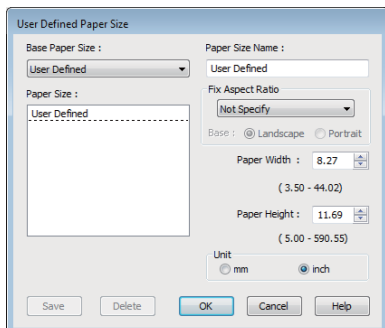 User Defined Paper Size
Base Paper Size :
User Defined
Paper Size :
User Defined
Paper Size Name :
User Defined
Fix Aspect Ratio
Not Specify
Base : Landscape Portrait
Paper Width : 8.27
( 3.50 - 44.02)
Paper Height : 11.69
( 5.00 - 590.55)
Unit
mm inch
Save Delete OK Cancel Help